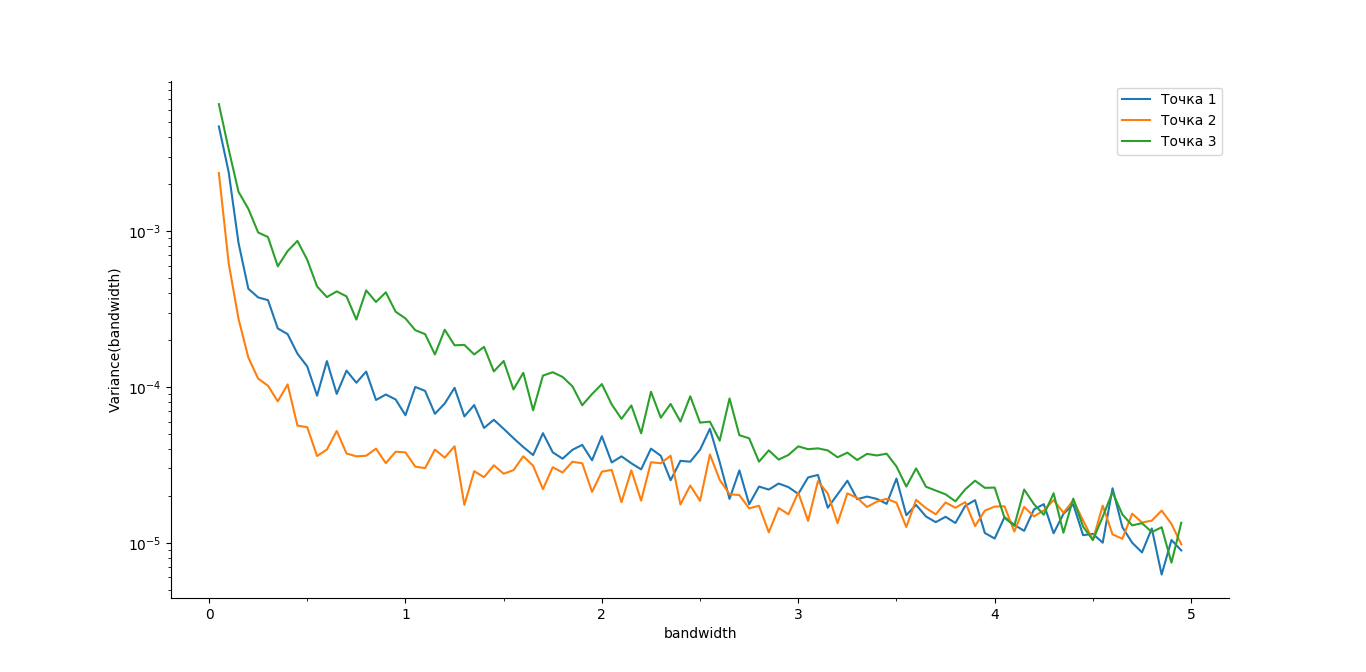 Точка 1
Точка 2
Точка 3
Variance(bandwidth)
10⁻³
10⁻⁴
10⁻⁵
0 1 2 3 4 5
bandwidth